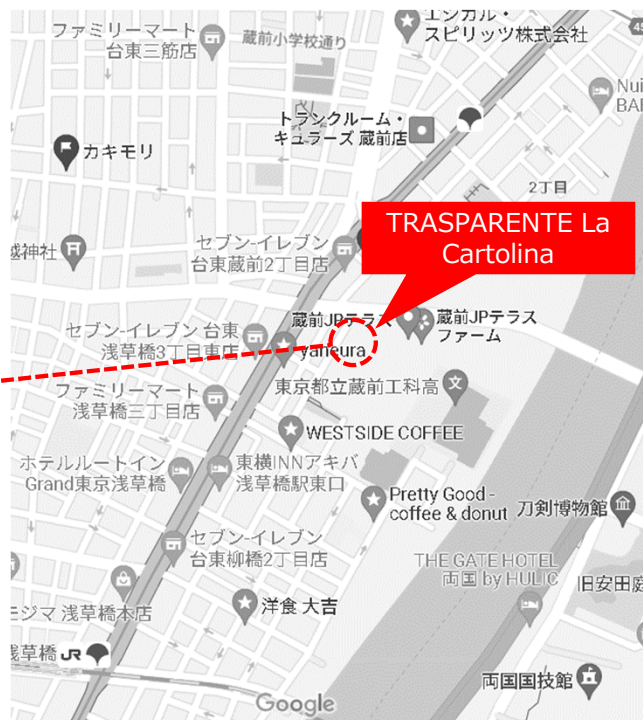 エシカル・
スピリッツ株式会社
ファミリーマート
台東三筋店
蔵前小学校通り
トランクルーム・
キュラーズ 蔵前店
カキモリ
2丁目
TRASPARENTE La
Cartolina
セブン-イレブン
台東蔵前2丁目店
越神社
蔵前JPテラス
蔵前JPテラス
ファーム
セブン-イレブン 台東
浅草橋3丁目東店
yaneura
東京都立蔵前工科高
ファミリーマート
浅草橋三丁目店
WESTSIDE COFFEE
ホテルルートイン
Grand東京浅草橋
東横INNアキバ
浅草橋駅東口
Pretty Good -
coffee & donut
刀剣博物館
セブン-イレブン
台東柳橋2丁目店
THE GATE HOTEL
両国 by HULIC
旧安田庭
モジマ 浅草橋本店
洋食 大吉
浅草橋 JR
両国国技館
Google